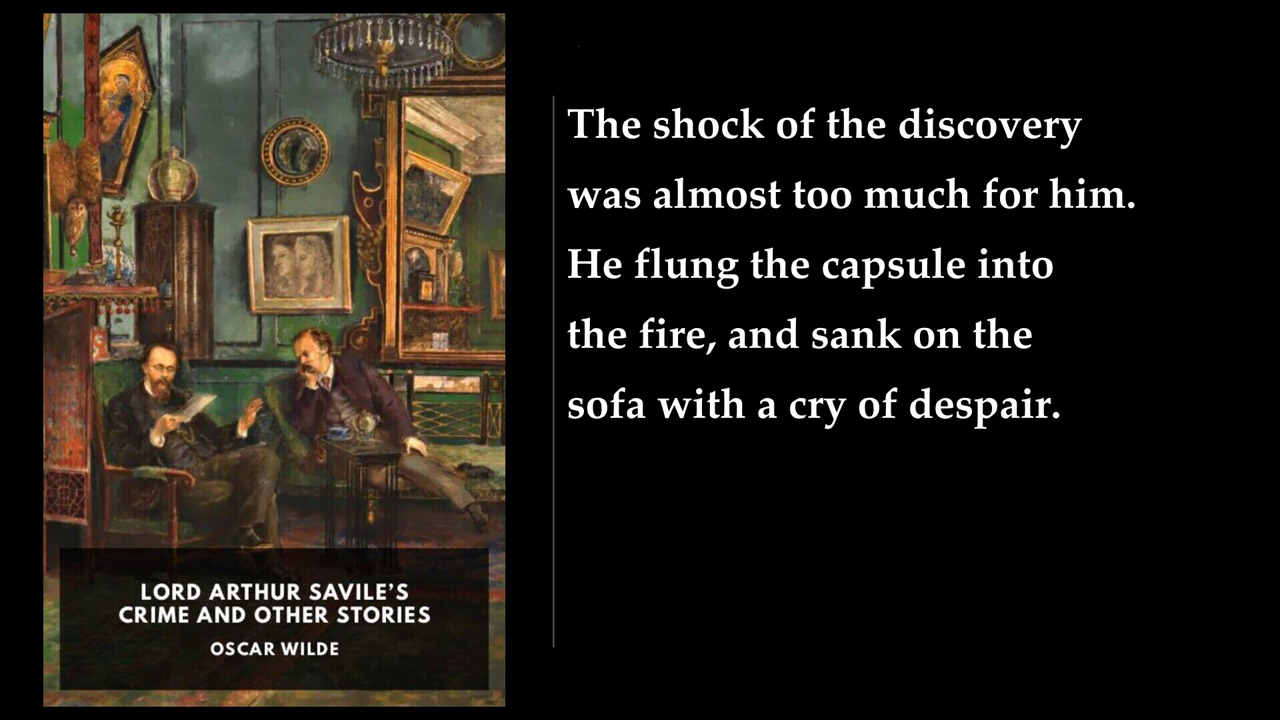 LORD ARTHUR SAVILE’S
CRIME AND OTHER STORIES
OSCAR WILDE
The shock of the discovery
was almost too much for him.
He flung the capsule into
the fire, and sank on the
sofa with a cry of despair.